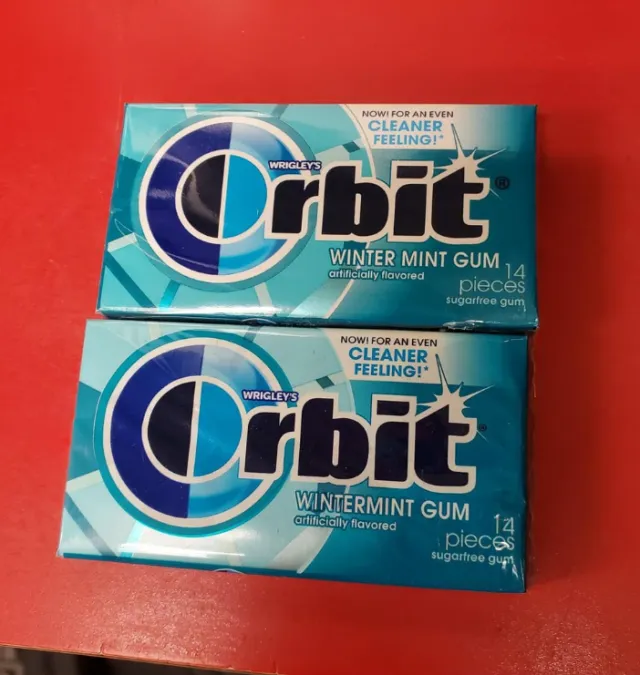 NOW! FOR AN EVEN
CLEANER
FEELING!*
WRIGLEY'S
Orbit®
WINTER MINT GUM
artificially flavored
14
pieces
sugarfree gum
NOW! FOR AN EVEN
CLEANER
FEELING!*
WRIGLEY'S
Orbit®
WINTERMINT GUM
artificially flavored
14
pieces
sugarfree gum